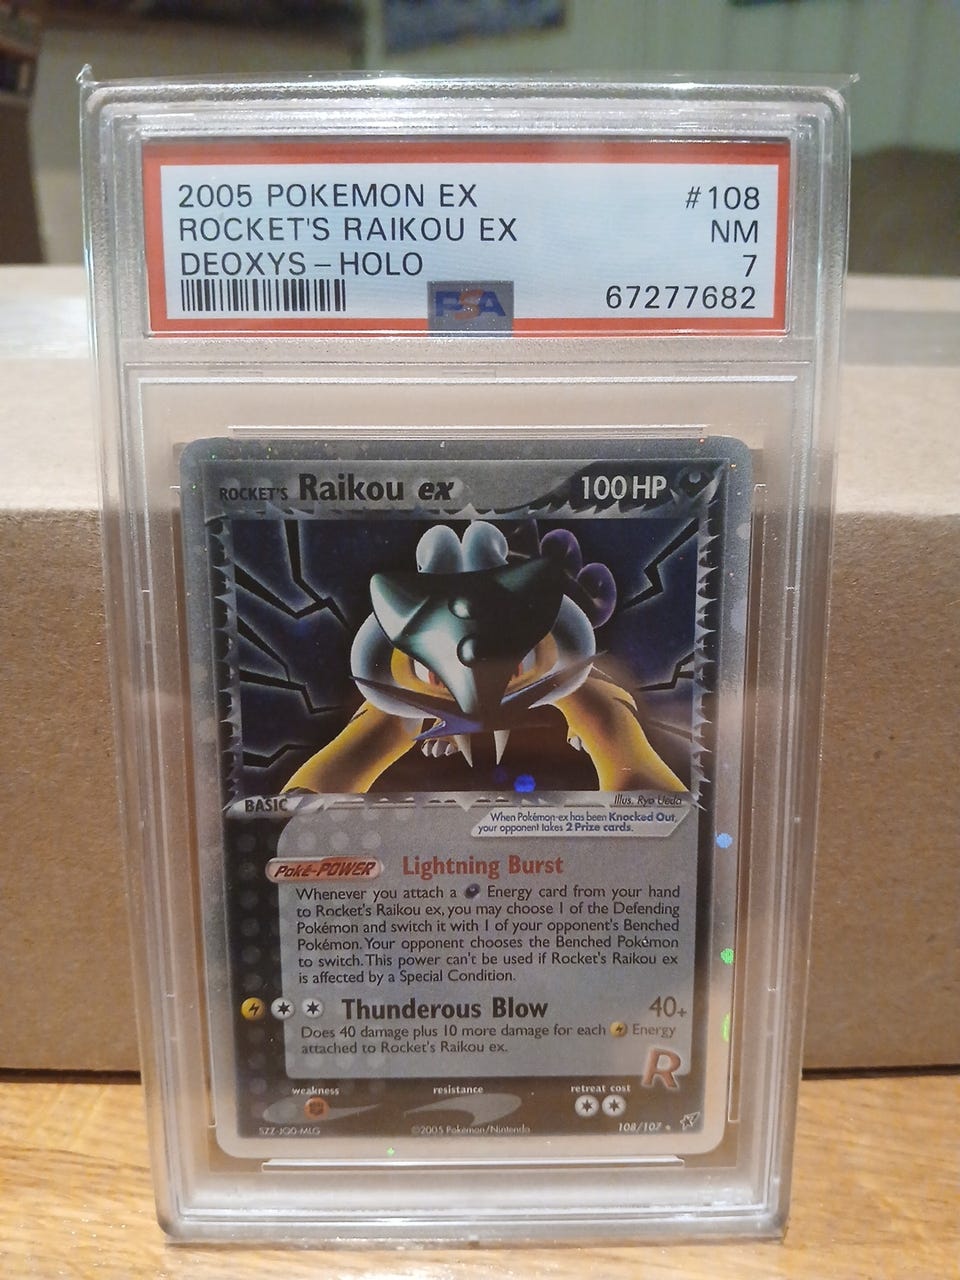 2005 POKEMON EX #108
ROCKET'S RAIKOU EX NM
DEOXYS – HOLO 7
PSA 67277682
ROCKET'S Raikou ex 100 HP
BASIC
Illus. Ryo Ueda
When Pokémon-ex has been Knocked Out,
your opponent takes 2 Prize cards.
Poké-POWER Lightning Burst
Whenever you attach a Energy card from your hand
to Rocket's Raikou ex, you may choose 1 of the Defending
Pokémon and switch it with 1 of your opponent's Benched
Pokémon. Your opponent chooses the Benched Pokémon
to switch. This power can't be used if Rocket's Raikou ex
is affected by a Special Condition.
Thunderous Blow 40+
Does 40 damage plus 10 more damage for each Energy
attached to Rocket's Raikou ex.
R
weakness resistance retreat cost
SZZ-JQ0-MLG ©2005 Pokémon/Nintendo 108/107